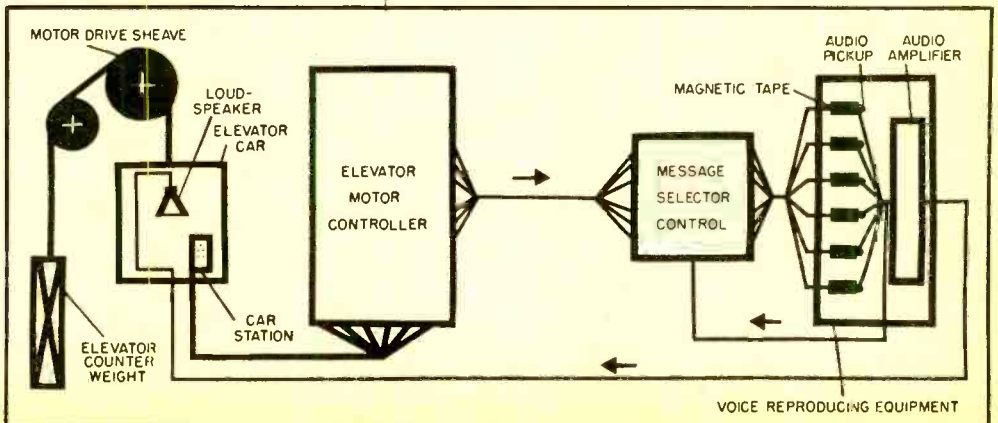 MOTOR DRIVE SHEAVE
LOUD-
SPEAKER
ELEVATOR
CAR
ELEVATOR
COUNTER
WEIGHT
CAR
STATION
ELEVATOR
MOTOR
CONTROLLER
MESSAGE
SELECTOR
CONTROL
MAGNETIC TAPE
AUDIO
PICKUP
AUDIO
AMPLIFIER
VOICE REPRODUCING EQUIPMENT